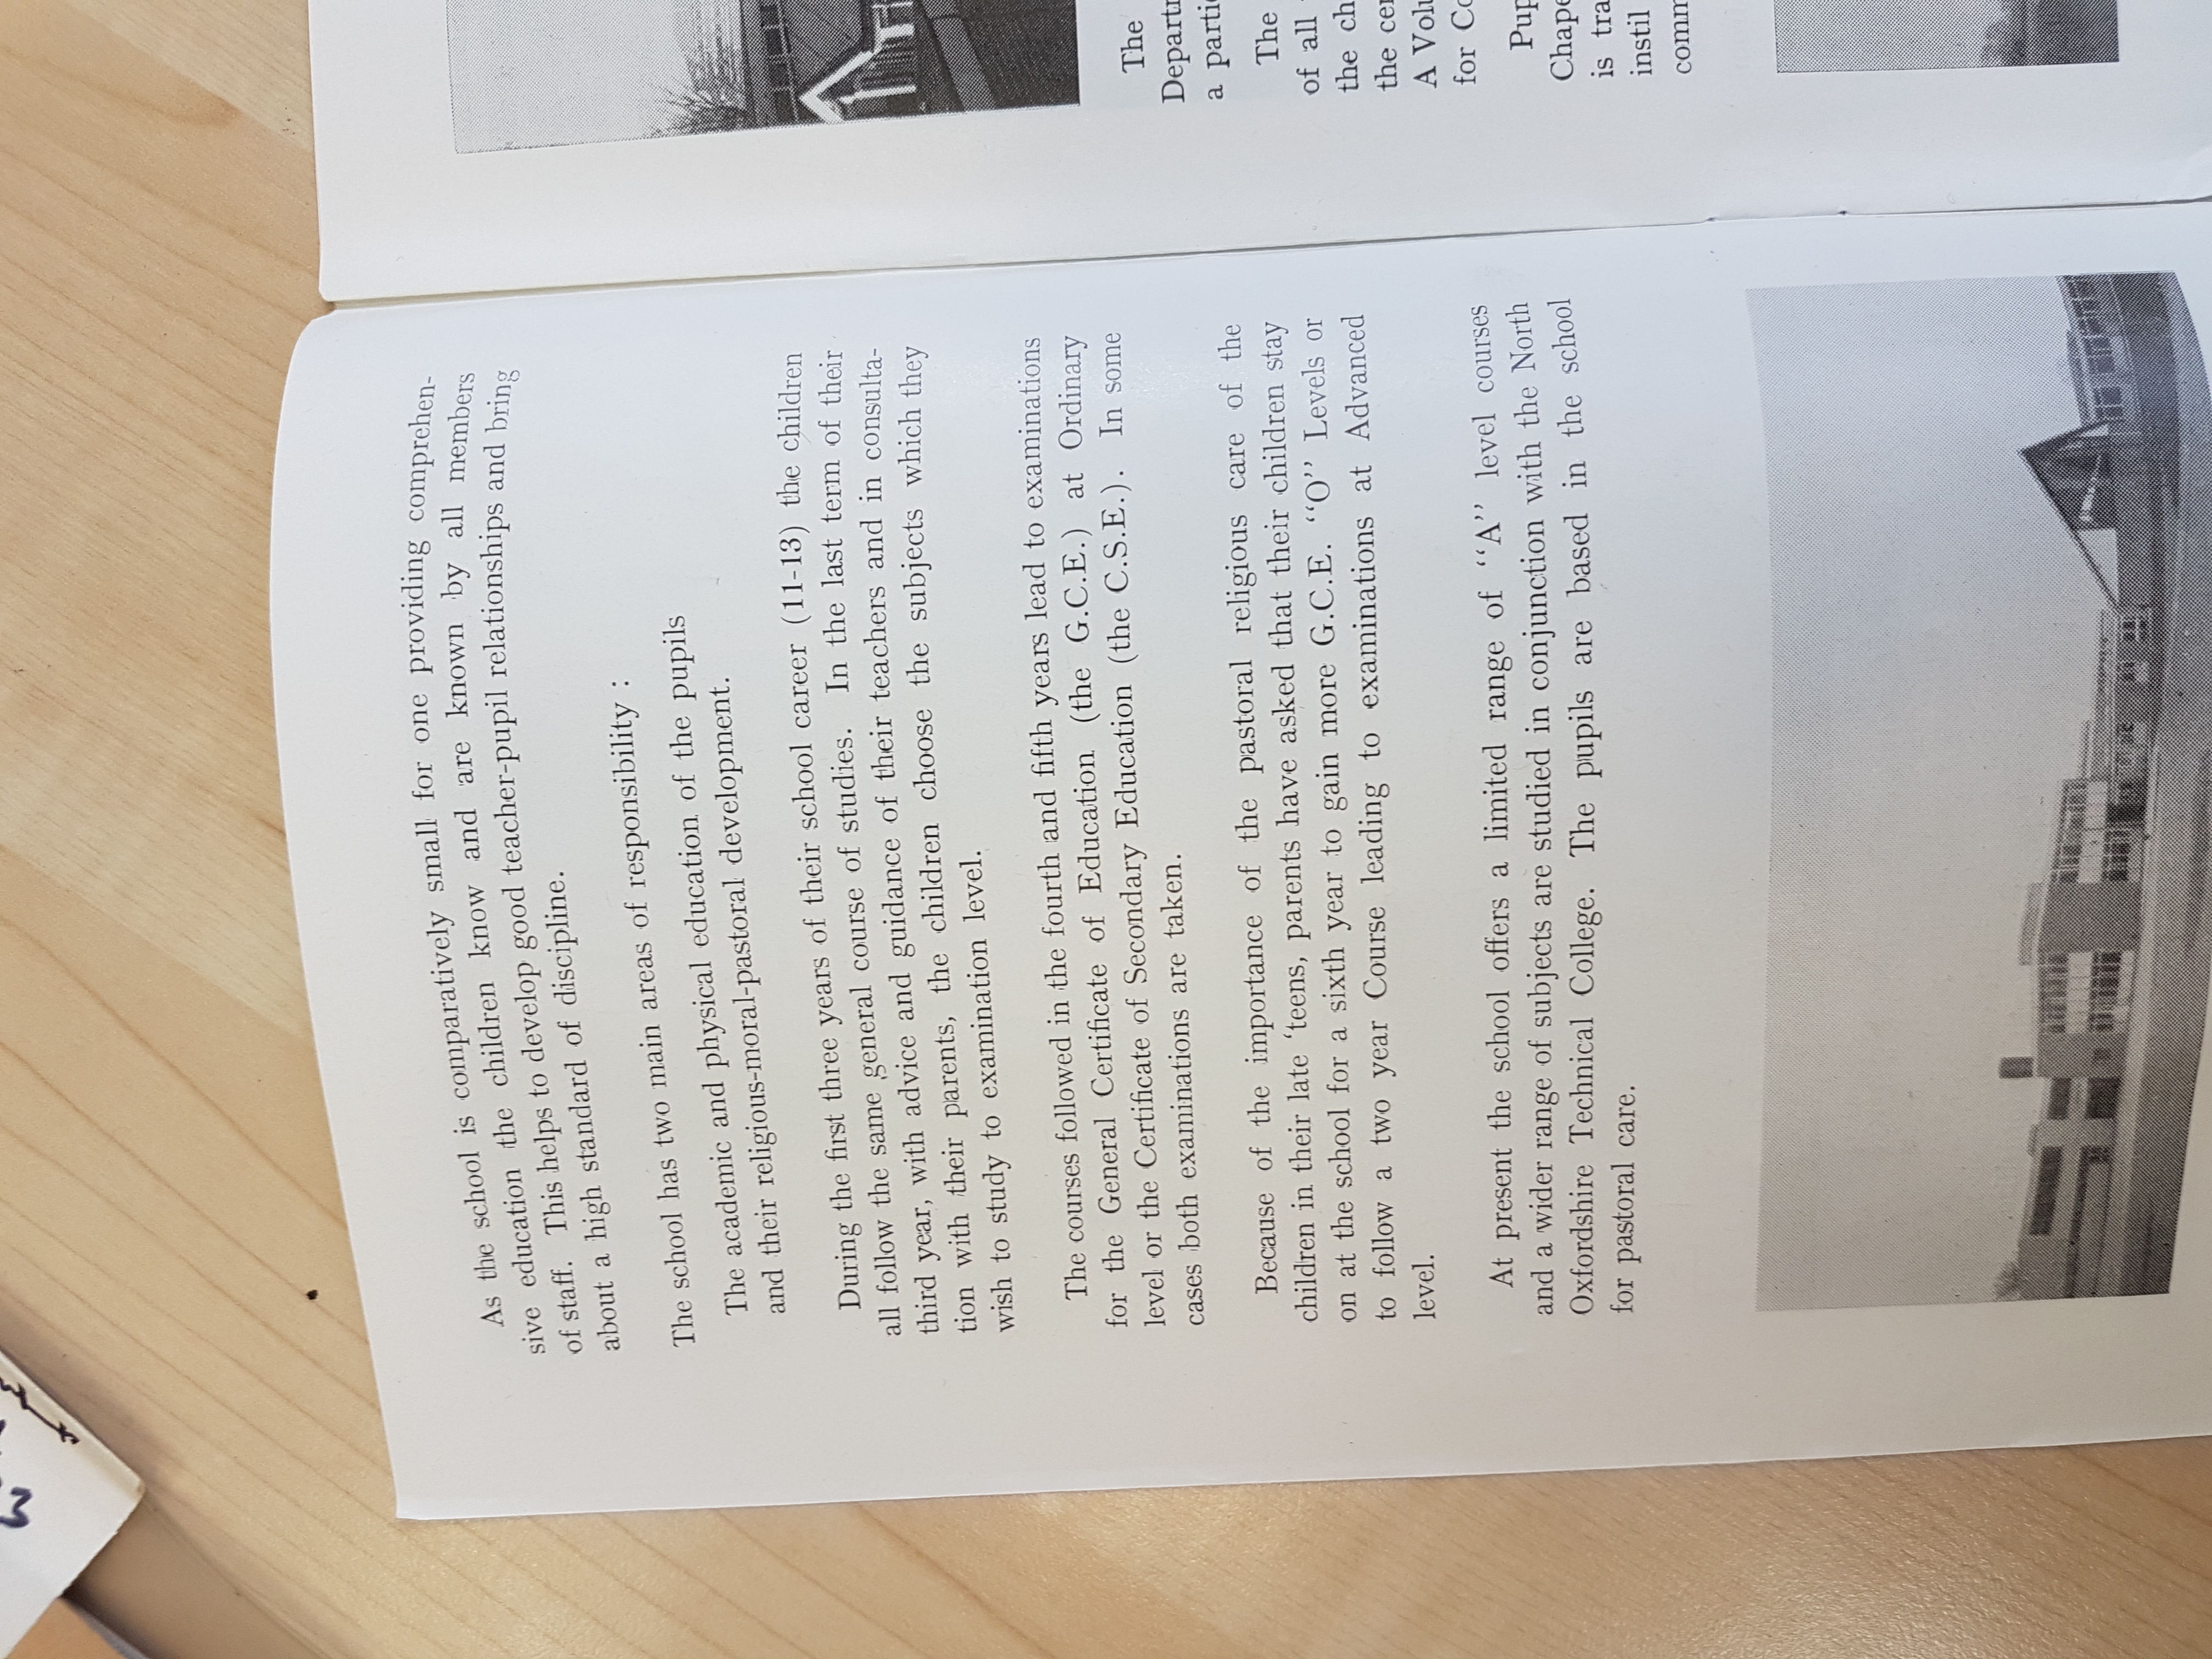 As the school is comparatively small for one providing comprehen-
sive education the children know and are known by all members
of staff. This helps to develop good teacher-pupil relationships and bring
about a high standard of discipline.
The school has two main areas of responsibility :
The academic and physical education of the pupils
and their religious-moral-pastoral development.
During the first three years of their school career (11-13) the children
all follow the same general course of studies. In the last term of their
third year, with advice and guidance of their teachers and in consulta-
tion with their parents, the children choose the subjects which they
wish to study to examination level.
The courses followed in the fourth and fifth years lead to examinations
for the General Certificate of Education (the G.C.E.) at Ordinary
level or the Certificate of Secondary Education (the C.S.E.). In some
cases both examinations are taken.
Because of the importance of the pastoral religious care of the
children in their late ‘teens, parents have asked that their children stay
on at the school for a sixth year to gain more G.C.E. ‘‘O’’ Levels or
to follow a two year Course leading to examinations at Advanced
level.
At present the school offers a limited range of ‘‘A’’ level courses
and a wider range of subjects are studied in conjunction with the North
Oxfordshire Technical College. The pupils are based in the school
for pastoral care.
The
a
The
of all
the
the
A
for
is
instil